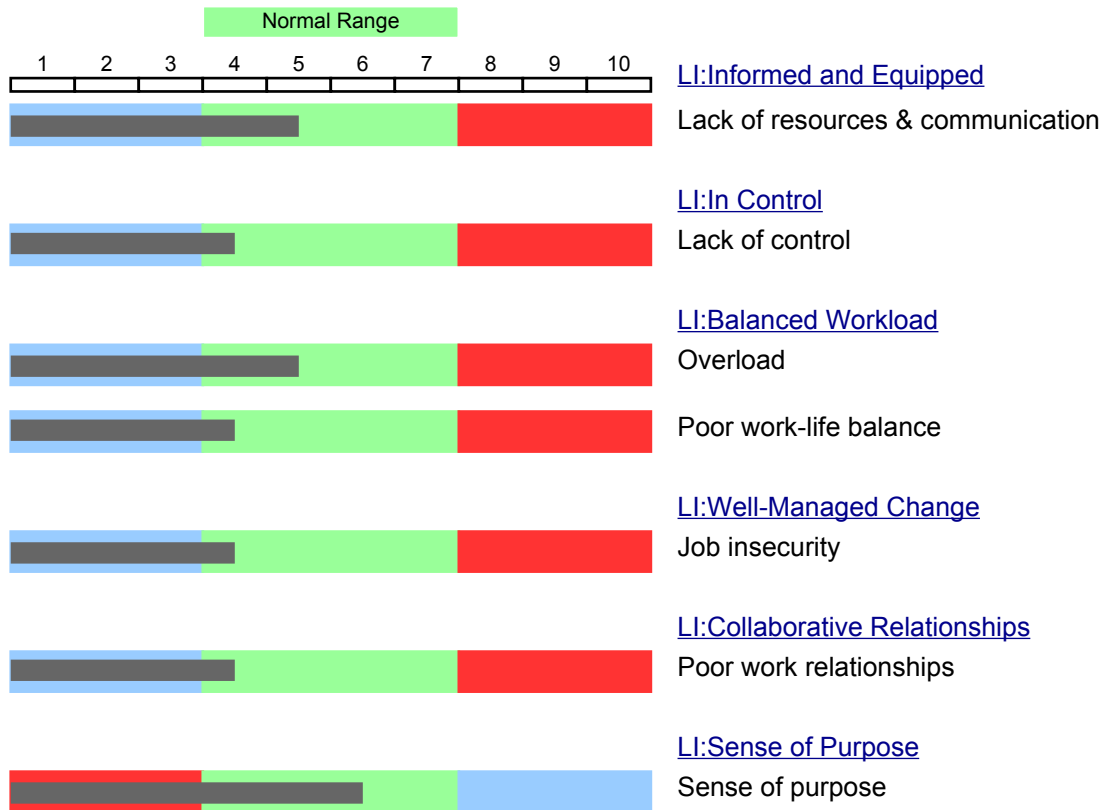 Normal Range
1 2 3 4 5 6 7 8 9 10
LI:Informed and Equipped
Lack of resources & communication
LI:In Control
Lack of control
LI:Balanced Workload
Overload
Poor work-life balance
LI:Well-Managed Change
Job insecurity
LI:Collaborative Relationships
Poor work relationships
LI:Sense of Purpose
Sense of purpose